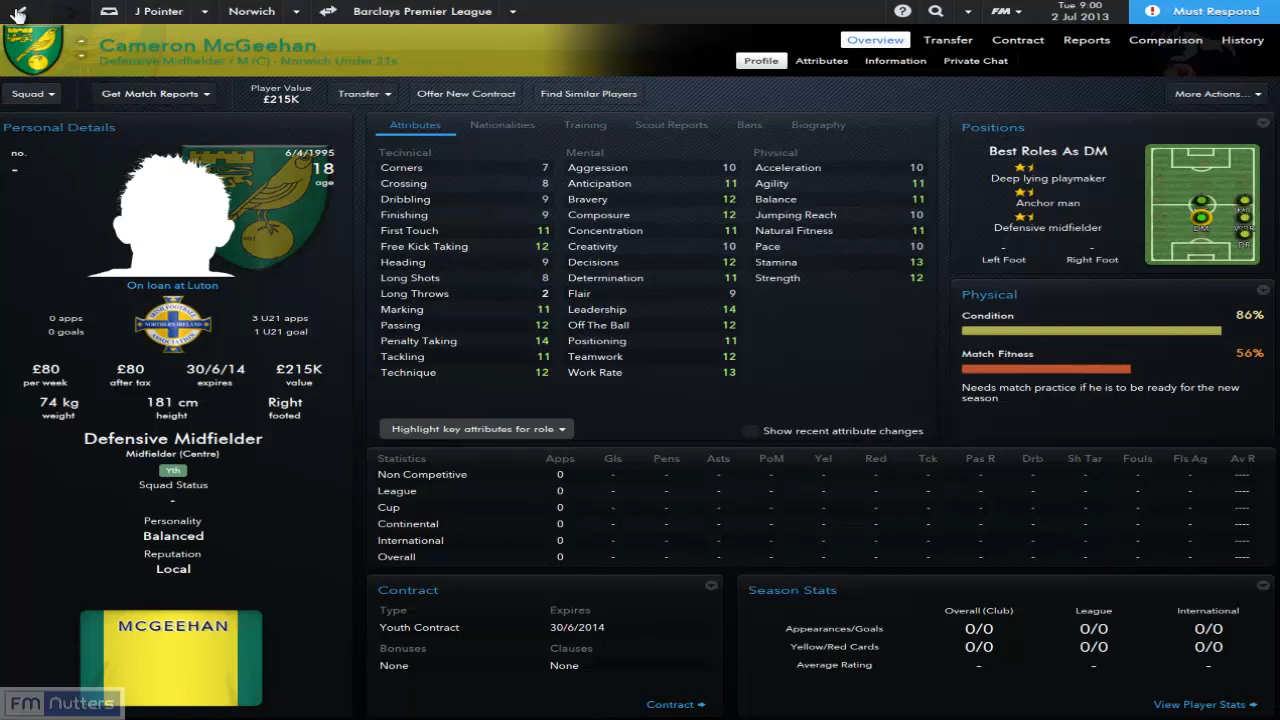 J Pointer
Norwich
Barclays Premier League
FM
Tue 9:00
2 Jul 2013
Must Respond
Cameron McGeehan
Defensive Midfielder / M (C) - Norwich Under 21s
Overview
Transfer
Contract
Reports
Comparison
History
Profile
Attributes
Information
Private Chat
Squad
Get Match Reports
Player Value
£215K
Transfer
Offer New Contract
Find Similar Players
More Actions...
Personal Details
no.
-
6/4/1995
18
age
On loan at Luton
0 apps
0 goals
IRISH FOOTBALL
NORTHERN IRELAND
ASSOCIATION
3 U21 apps
1 U21 goal
£80 £80 30/6/14 £215K
per week after tax expires value
74 kg 181 cm Right
weight height footed
Defensive Midfielder
Midfielder (Centre)
Yth
Squad Status
-
Personality
Balanced
Reputation
Local
MCGEEHAN
FM Nutters
Attributes Nationalities Training Scout Reports Bans Biography
Technical
Corners 7
Crossing 8
Dribbling 9
Finishing 9
First Touch 11
Free Kick Taking 12
Heading 9
Long Shots 8
Long Throws 2
Marking 11
Passing 12
Penalty Taking 14
Tackling 11
Technique 12
Mental
Aggression 10
Anticipation 11
Bravery 12
Composure 12
Concentration 11
Creativity 10
Decisions 12
Determination 11
Flair 9
Leadership 14
Off The Ball 12
Positioning 11
Teamwork 12
Work Rate 13
Physical
Acceleration 10
Agility 11
Balance 11
Jumping Reach 10
Natural Fitness 11
Pace 10
Stamina 13
Strength 12
Highlight key attributes for role
Show recent attribute changes
Positions
Best Roles As DM
Deep lying playmaker
Anchor man
Defensive midfielder
- -
Left Foot Right Foot
DM
DR
Physical
Condition 86%
Match Fitness 56%
Needs match practice if he is to be ready for the new
season
Statistics Apps Gls Pens Asts PoM Yel Red Tck Pas R Drb Sh Tar Fouls Fls Ag Av R
Non Competitive 0 - - - - - - - - - - - - ----
League 0 - - - - - - - - - - - - ----
Cup 0 - - - - - - - - - - - - ----
Continental 0 - - - - - - - - - - - - ----
International 0 - - - - - - - - - - - - ----
Overall 0 - - - - - - - - - - - - ----
Contract
Type Expires
Youth Contract 30/6/2014
Bonuses Clauses
None None
Contract
Season Stats
Overall (Club) League International
Appearances/Goals 0/0 0/0 0/0
Yellow/Red Cards 0/0 0/0 0/0
Average Rating - - -
View Player Stats